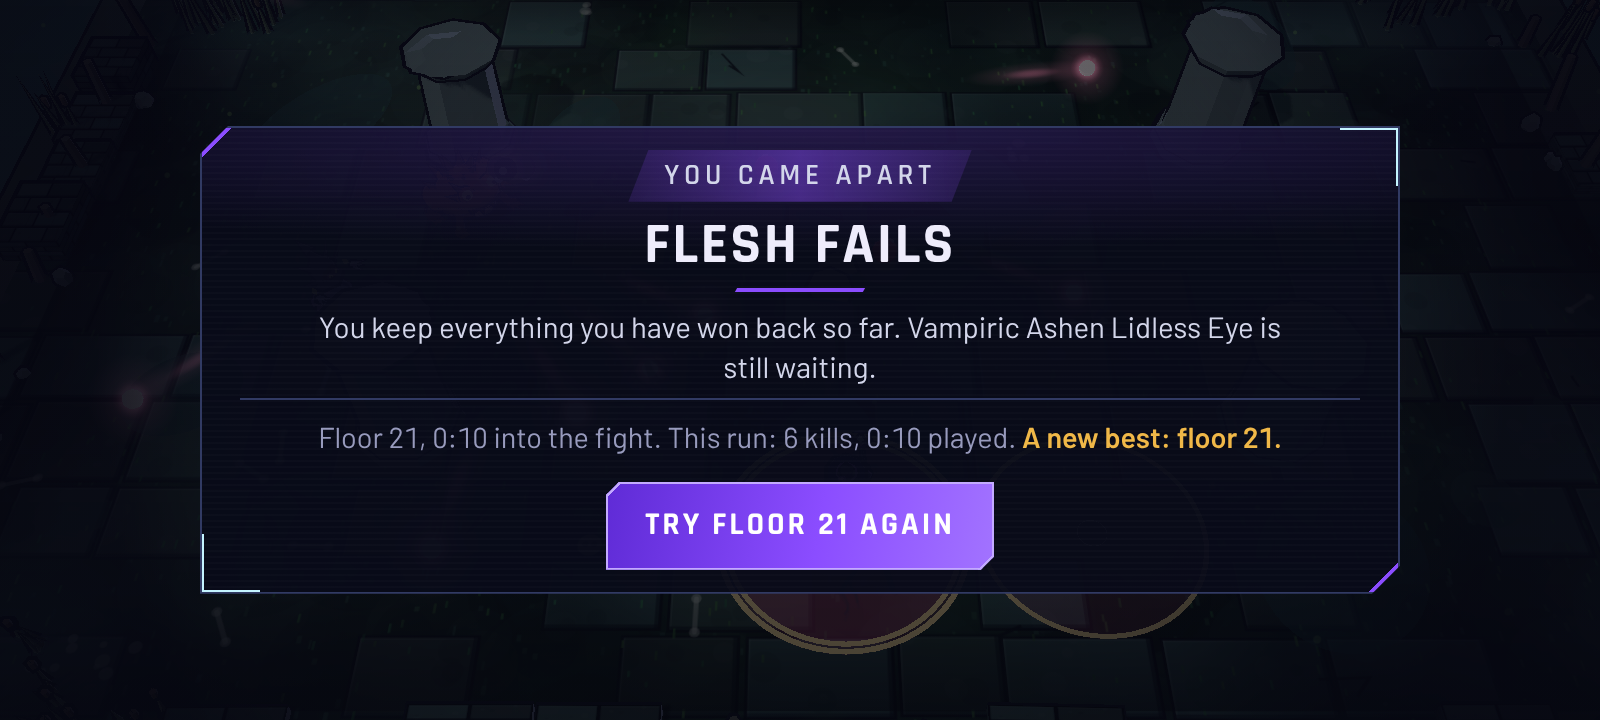 YOU CAME APART
FLESH FAILS
You keep everything you have won back so far. Vampiric Ashen Lidless Eye is
still waiting.
Floor 21, 0:10 into the fight. This run: 6 kills, 0:10 played. A new best: floor 21.
TRY FLOOR 21 AGAIN